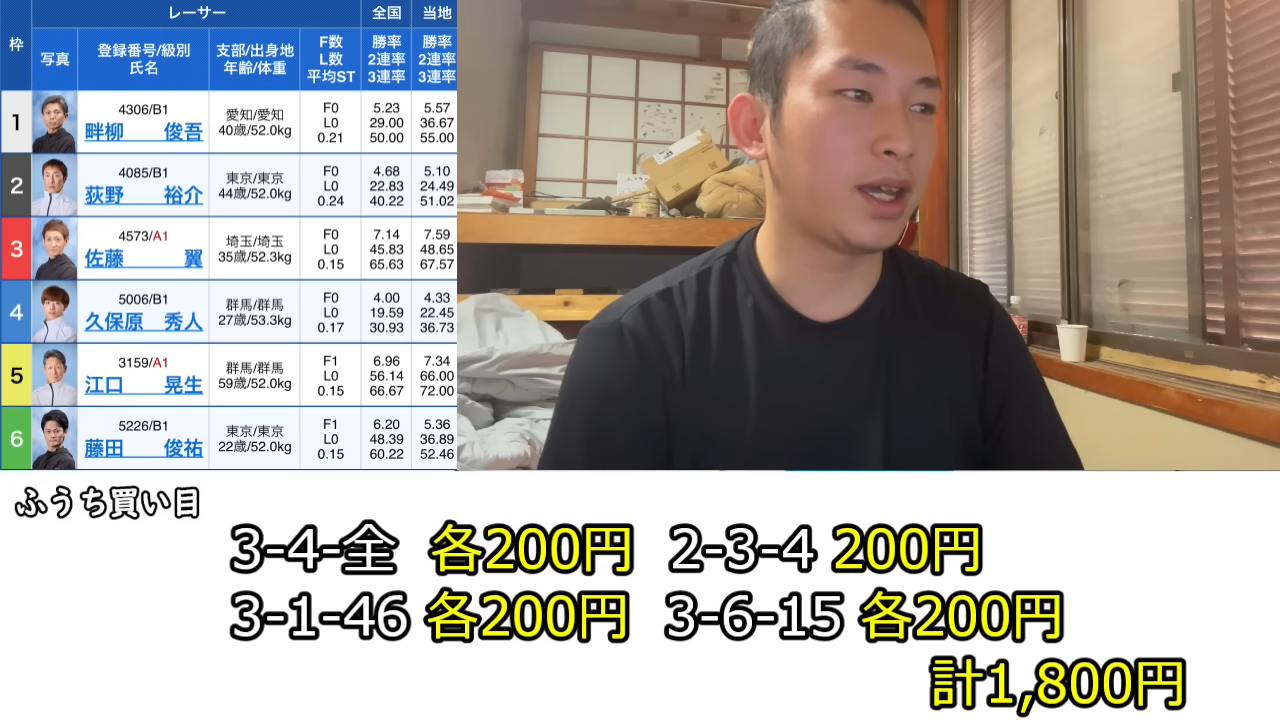 レーサー 全国 当地
枠 写真 登録番号/級別 氏名 支部/出身地 年齢/体重 F数 L数 平均ST 勝率 2連率 3連率 勝率 2連率 3連率
1 4306/B1 畔柳 俊吾 愛知/愛知 40歳/52.0kg F0 L0 0.21 5.23 29.00 50.00 5.57 36.67 55.00
2 4085/B1 荻野 裕介 東京/東京 44歳/52.0kg F0 L0 0.24 4.68 22.83 40.22 5.10 24.49 51.02
3 4573/A1 佐藤 翼 埼玉/埼玉 35歳/52.3kg F0 L0 0.15 7.14 45.83 65.63 7.59 48.65 67.57
4 5006/B1 久保原 秀人 群馬/群馬 27歳/53.3kg F0 L0 0.17 4.00 19.59 30.93 4.33 22.45 36.73
5 3159/A1 江口 晃生 群馬/群馬 59歳/52.0kg F1 L0 0.15 6.96 56.14 66.67 7.34 66.00 72.00
6 5226/B1 藤田 俊祐 東京/東京 22歳/52.0kg F1 L0 0.15 6.20 48.39 60.22 5.36 36.89 52.46
ふうち買い目
3-4-全 各200円 2-3-4 200円
3-1-46 各200円 3-6-15 各200円
計1,800円